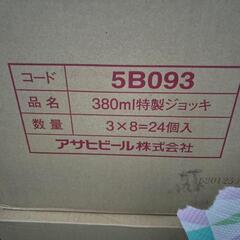 コード 5B093
品名 380ml特製ジョッキ
数量 3×8=24個入
アサヒビール株式会社